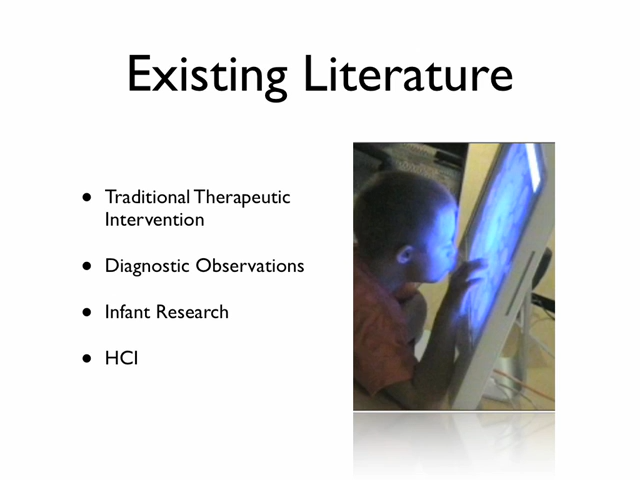 Existing Literature
• Traditional Therapeutic
Intervention
• Diagnostic Observations
• Infant Research
• HCI